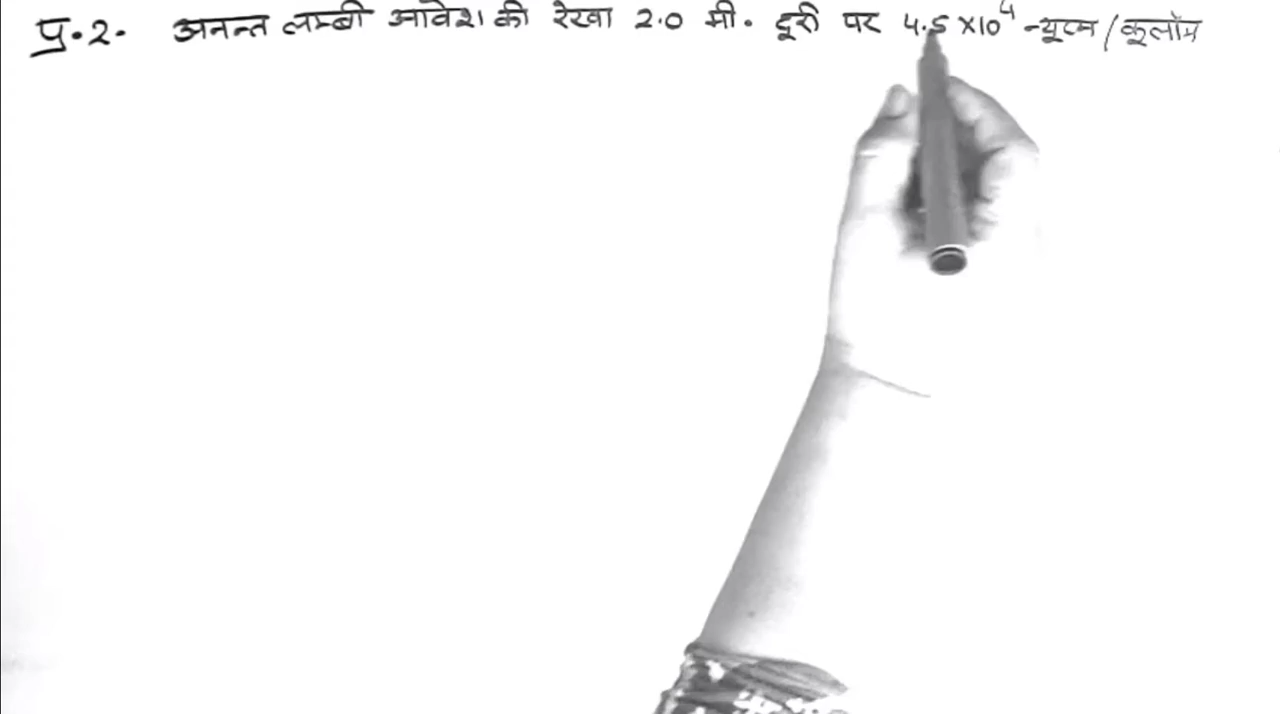 प्र॰2॰ अनन्त लम्बी आवेश की रेखा 2.0 मी॰ दूरी पर 4.5 ×10⁴ न्यूटन / कूलॉम